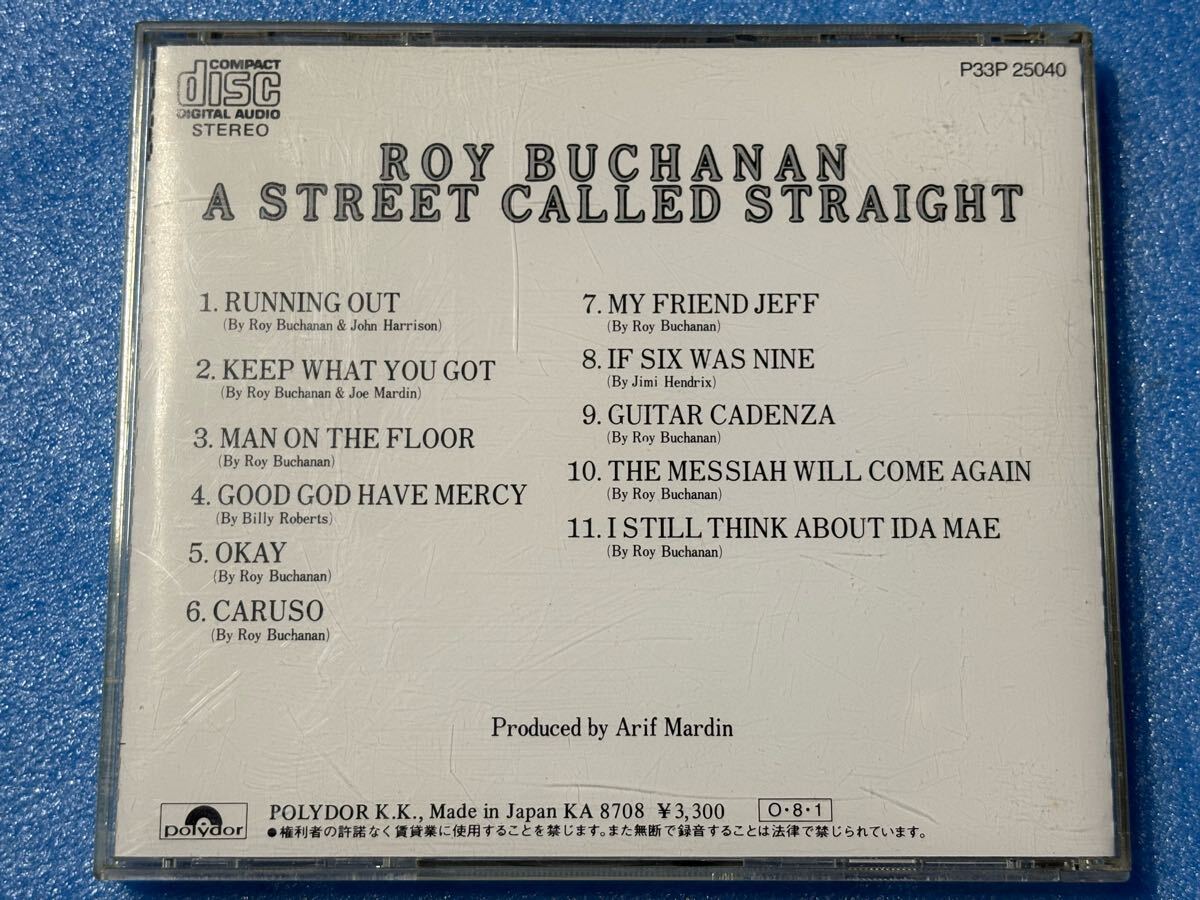 COMPACT
disc
DIGITAL AUDIO
STEREO
P33P 25040
ROY BUCHANAN
A STREET CALLED STRAIGHT
1. RUNNING OUT
(By Roy Buchanan & John Harrison)
2. KEEP WHAT YOU GOT
(By Roy Buchanan & Joe Mardin)
3. MAN ON THE FLOOR
(By Roy Buchanan)
4. GOOD GOD HAVE MERCY
(By Billy Roberts)
5. OKAY
(By Roy Buchanan)
6. CARUSO
(By Roy Buchanan)
7. MY FRIEND JEFF
(By Roy Buchanan)
8. IF SIX WAS NINE
(By Jimi Hendrix)
9. GUITAR CADENZA
(By Roy Buchanan)
10. THE MESSIAH WILL COME AGAIN
(By Roy Buchanan)
11. I STILL THINK ABOUT IDA MAE
(By Roy Buchanan)
Produced by Arif Mardin
polydor
POLYDOR K.K., Made in Japan KA 8708 ¥3,300 O・8・1
●権利者の許諾なく賃貸業に使用することを禁じます。また無断で録音することは法律で禁じられています。